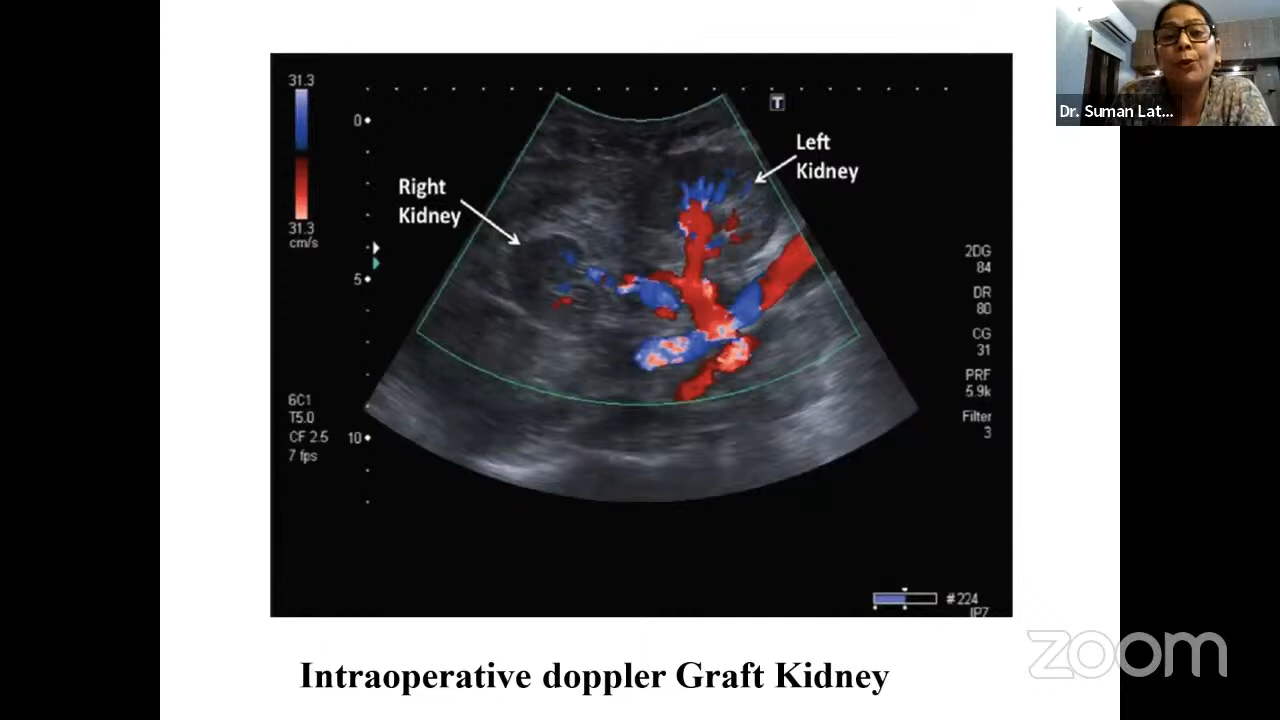 31.3
31.3
cm/s
0
5
10
6C1
T5.0
CF 2.5
7 fps
Right
Kidney
T
Left
Kidney
2DG
84
DR
80
CG
31
PRF
5.9k
Filter
3
#224
Dr. Suman Lat...
Intraoperative doppler Graft Kidney
zoom